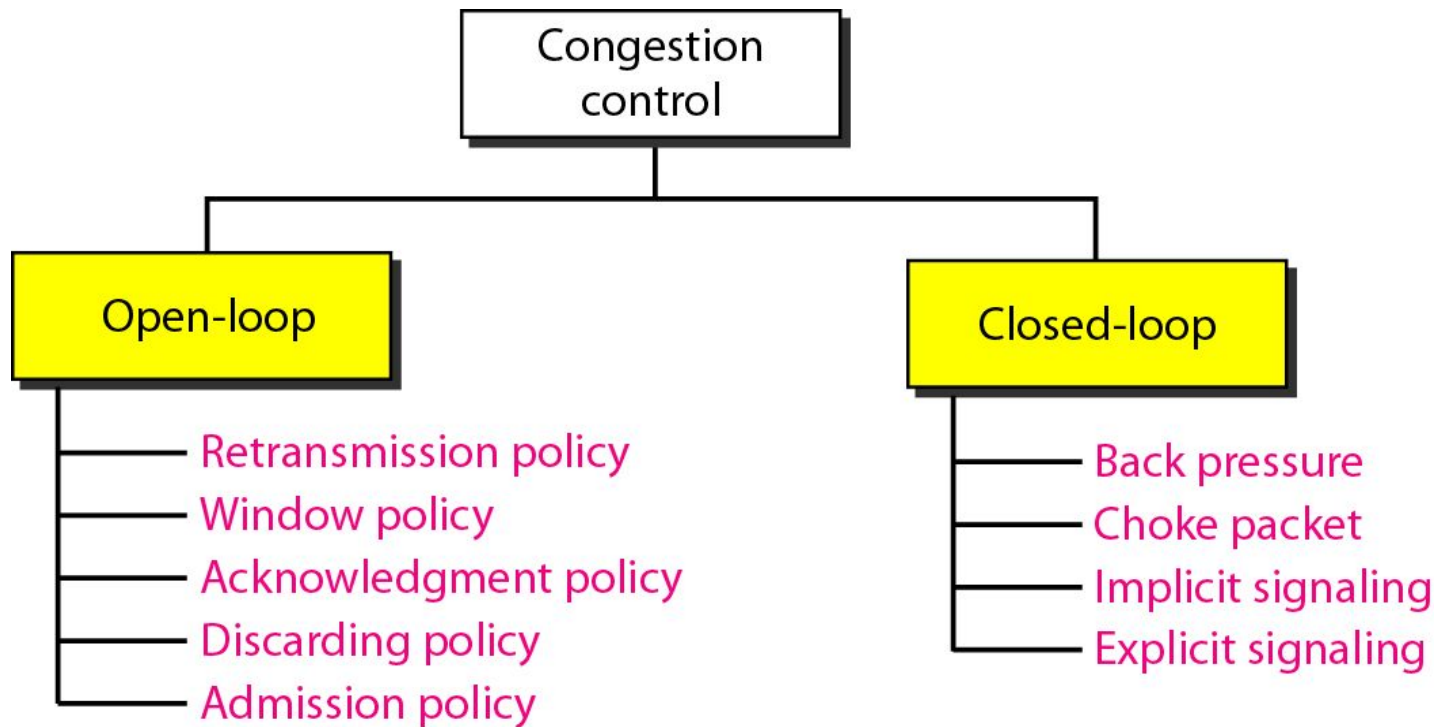 Congestion
control
Open-loop
Retransmission policy
Window policy
Acknowledgment policy
Discarding policy
Admission policy
Closed-loop
Back pressure
Choke packet
Implicit signaling
Explicit signaling